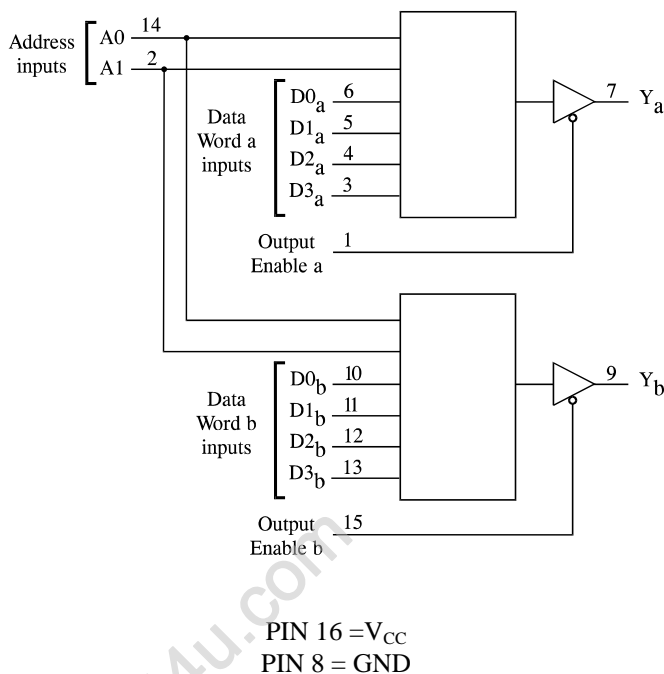 Address inputs
A0 14
A1 2
Data Word a inputs
D0a 6
D1a 5
D2a 4
D3a 3
7 Ya
Output Enable a 1
Data Word b inputs
D0b 10
D1b 11
D2b 12
D3b 13
9 Yb
Output Enable b 15
4u.com
PIN 16 =VCC
PIN 8 = GND